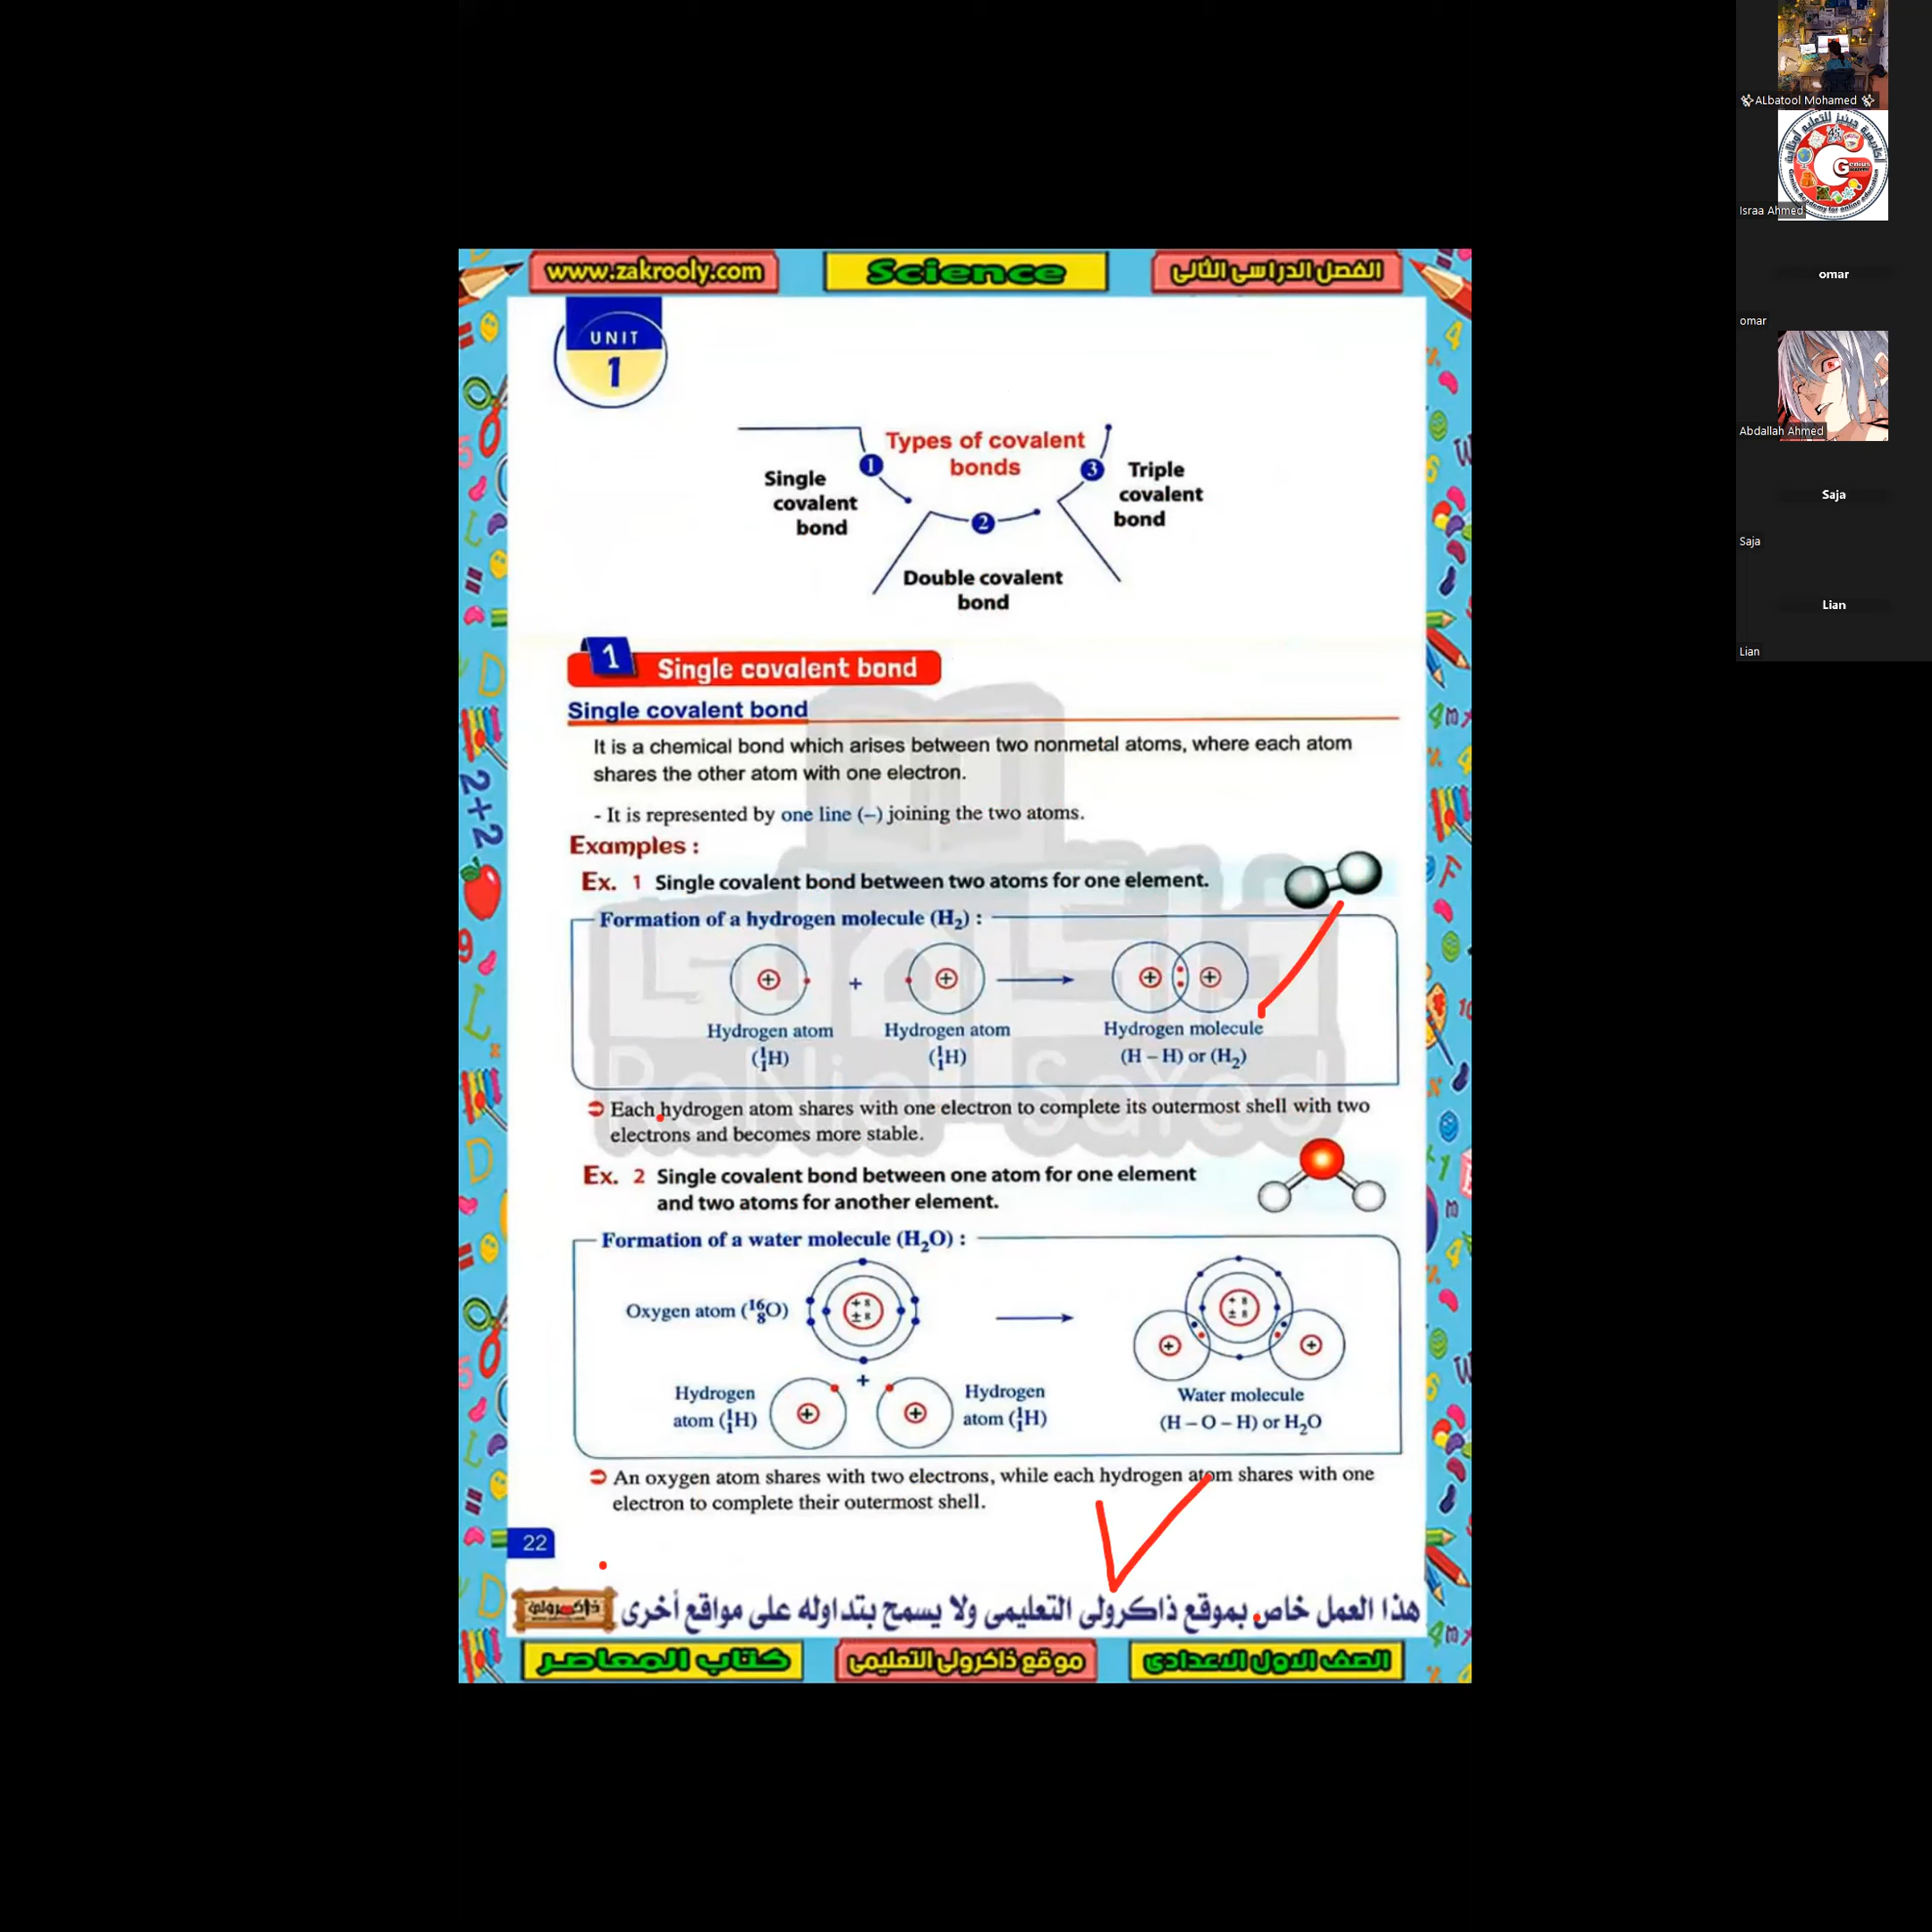 www.zakrooly.com
Science
الفصل الدراسى الثانى
UNIT
1
Types of covalent
bonds
1
Single
covalent
bond
2
Double covalent
bond
3
Triple
covalent
bond
1 Single covalent bond
Single covalent bond
It is a chemical bond which arises between two nonmetal atoms, where each atom
shares the other atom with one electron.
- It is represented by one line (–) joining the two atoms.
Examples :
Ex. 1 Single covalent bond between two atoms for one element.
Formation of a hydrogen molecule (H₂) :
+ + + ⟶ + +
Hydrogen atom
(¹₁H)
Hydrogen atom
(¹₁H)
Hydrogen molecule
(H – H) or (H₂)
Each hydrogen atom shares with one electron to complete its outermost shell with two
electrons and becomes more stable.
Ex. 2 Single covalent bond between one atom for one element
and two atoms for another element.
Formation of a water molecule (H₂O) :
Oxygen atom (¹⁶₈O)
+ 8
± 8
+
Hydrogen
atom (¹₁H)
+
+
Hydrogen
atom (¹₁H)
+ 8
± 8
+ +
Water molecule
(H – O – H) or H₂O
An oxygen atom shares with two electrons, while each hydrogen atom shares with one
electron to complete their outermost shell.
22
هذا العمل خاص بموقع ذاكرولى التعليمى ولا يسمح بتداوله على مواقع أخرى
ذاكرولى
كتاب المعاصر
موقع ذاكرولى التعليمى
الصف الاول الاعدادى
ALbatool Mohamed
Israa Ahmed
omar
omar
Abdallah Ahmed
Saja
Saja
Lian
Lian